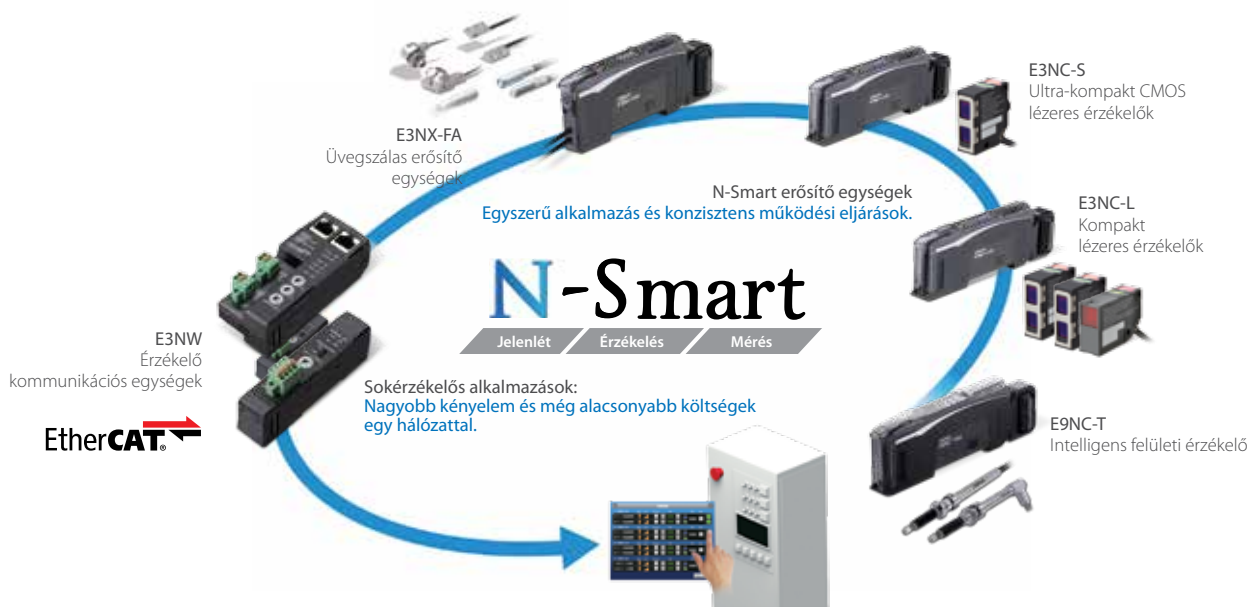 E3NX-FA
Üvegszálas erősítő
egységek
E3NC-S
Ultra-kompakt CMOS
lézeres érzékelők
N-Smart erősítő egységek
Egyszerű alkalmazás és konzisztens működési eljárások.
E3NC-L
Kompakt
lézeres érzékelők
N-Smart
Jelenlét
Érzékelés
Mérés
E3NW
Érzékelő
kommunikációs egységek
EtherCAT®
Sokérzékelős alkalmazások:
Nagyobb kényelem és még alacsonyabb költségek
egy hálózattal.
E9NC-T
Intelligens felületi érzékelő